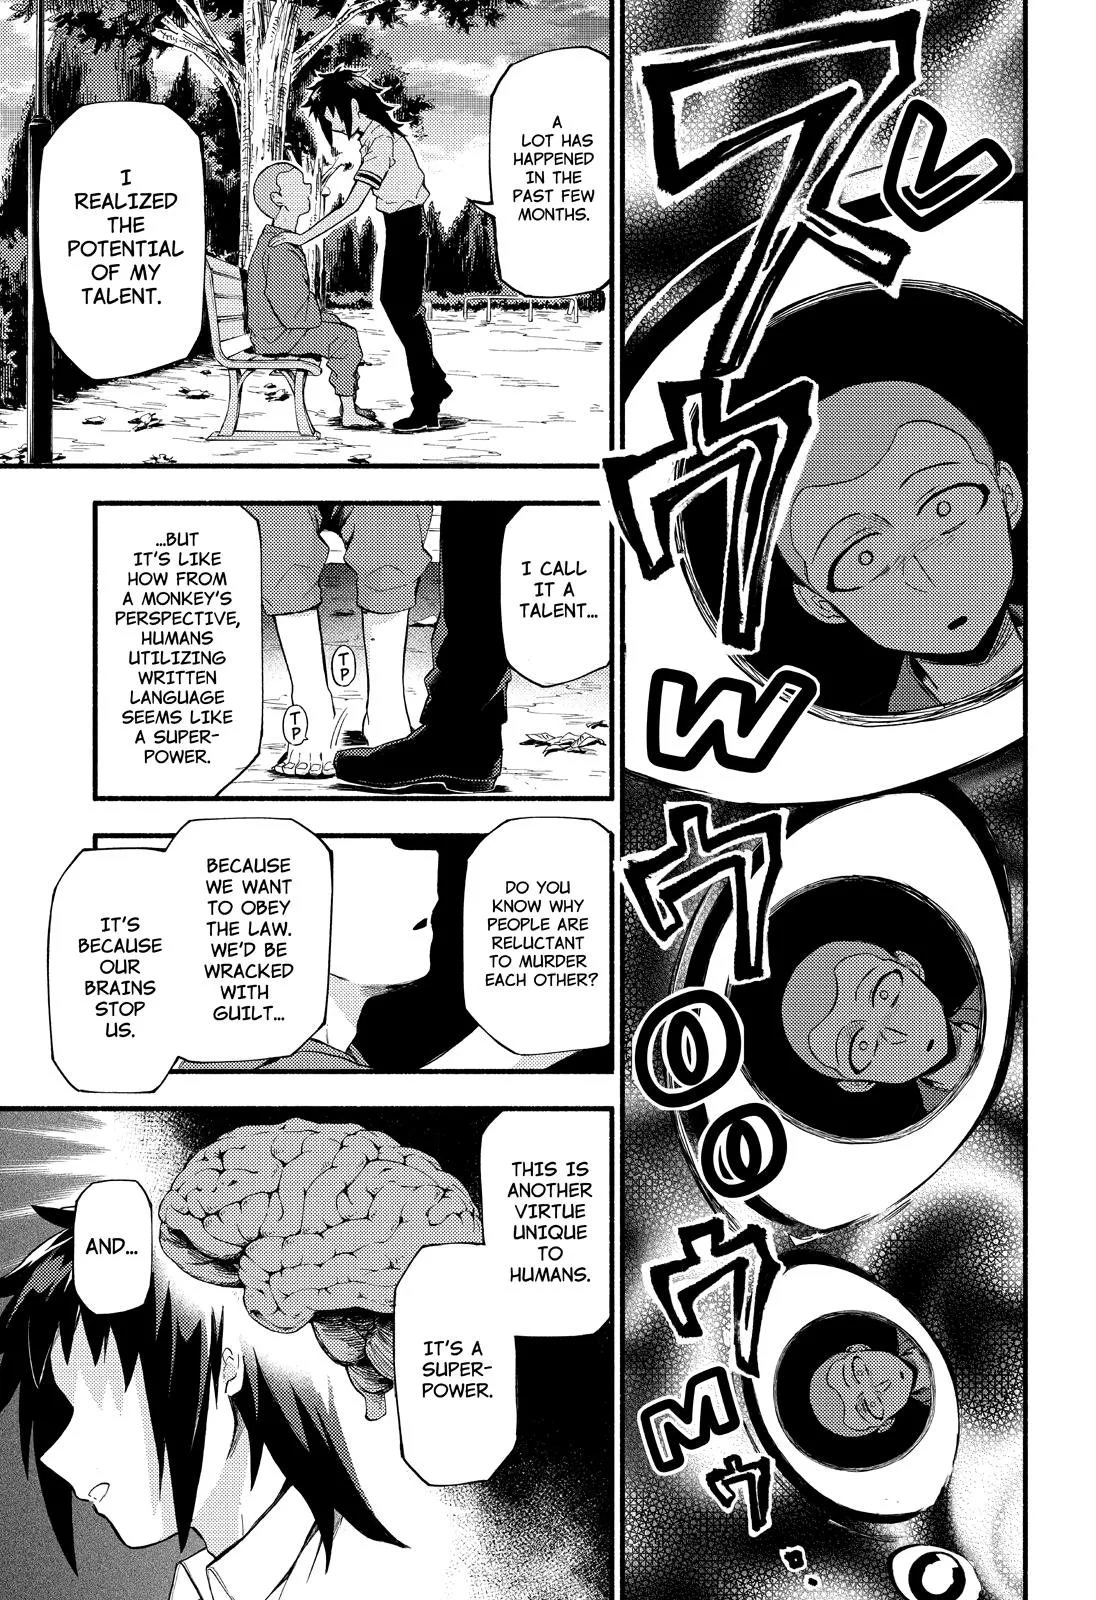 ズ
ウ
ウ
ウ
ウ
VWOOM
A
LOT HAS
HAPPENED
IN THE
PAST FEW
MONTHS.
I
REALIZED
THE
POTENTIAL
OF MY
TALENT.
I CALL
IT A
TALENT...
...BUT
IT'S LIKE
HOW FROM
A MONKEY'S
PERSPECTIVE,
HUMANS
UTILIZING
WRITTEN
LANGUAGE
SEEMS LIKE
A SUPER-
POWER.
TP
TP
DO YOU
KNOW WHY
PEOPLE ARE
RELUCTANT
TO MURDER
EACH OTHER?
BECAUSE
WE WANT
TO OBEY
THE LAW.
WE'D BE
WRACKED
WITH
GUILT...
IT'S
BECAUSE
OUR
BRAINS
STOP
US.
THIS IS
ANOTHER
VIRTUE
UNIQUE
TO
HUMANS.
IT'S A
SUPER-
POWER.
AND...